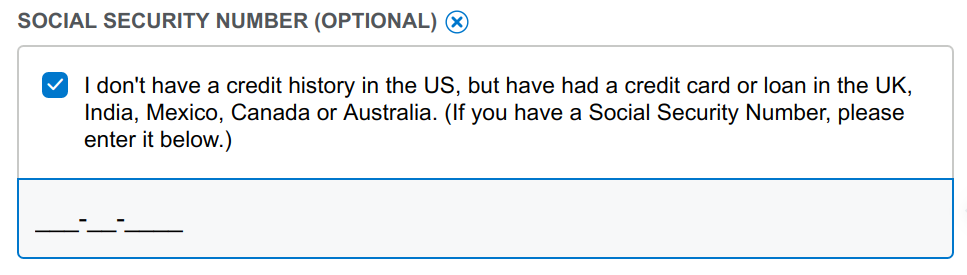 SOCIAL SECURITY NUMBER (OPTIONAL)
I don't have a credit history in the US, but have had a credit card or loan in the UK,
India, Mexico, Canada or Australia. (If you have a Social Security Number, please
enter it below.)
___-__-____